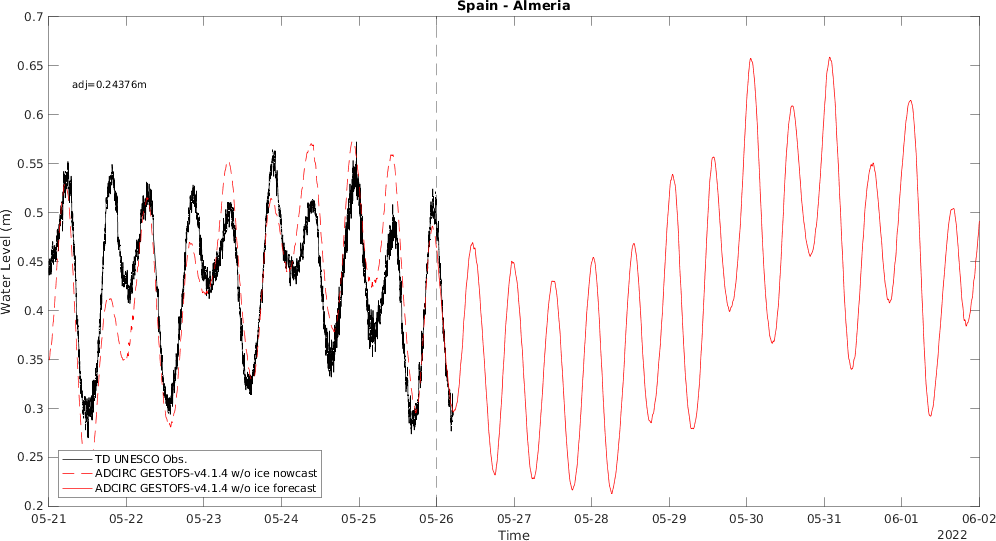 Spain - Almeria
0.7
0.65
0.6
0.55
0.5
0.45
0.4
0.35
0.3
0.25
0.2
Water Level (m)
adj=0.24376m
TD UNESCO Obs.
ADCIRC GESTOFS-v4.1.4 w/o ice nowcast
ADCIRC GESTOFS-v4.1.4 w/o ice forecast
05-21 05-22 05-23 05-24 05-25 05-26 05-27 05-28 05-29 05-30 05-31 06-01 06-02
Time
2022